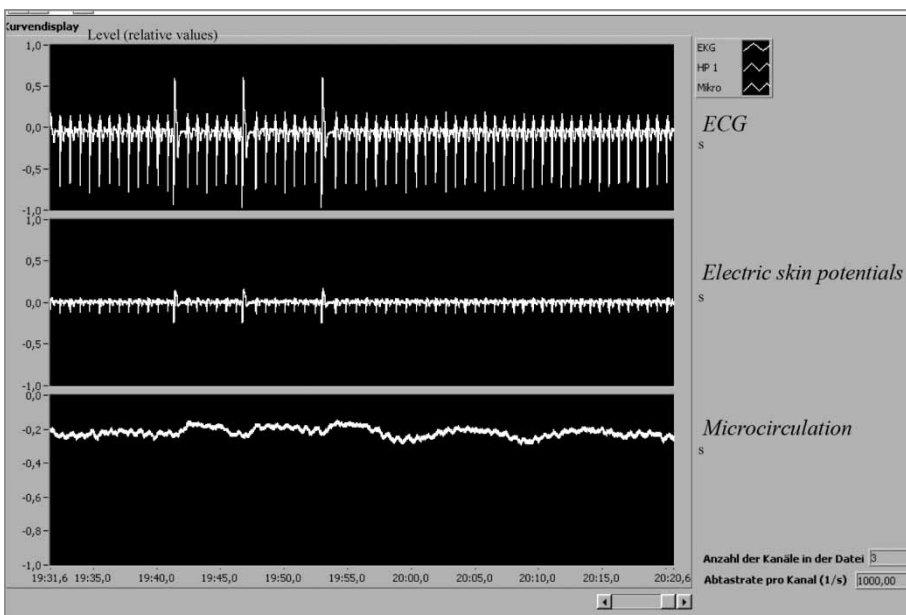 Kurvendisplay
Level (relative values)
1,0
0,5
0,0
-0,5
-1,0
EKG
HP 1
Mikro
ECG
s
1,0
0,5
0,0
-0,5
-1,0
Electric skin potentials
s
0,0
-0,2
-0,4
-0,6
-0,8
-1,0
Microcirculation
s
19:31,6 19:35,0 19:40,0 19:45,0 19:50,0 19:55,0 20:00,0 20:05,0 20:10,0 20:15,0 20:20,6
Anzahl der Kanäle in der Datei 3
Abtastrate pro Kanal (1/s) 1000,00